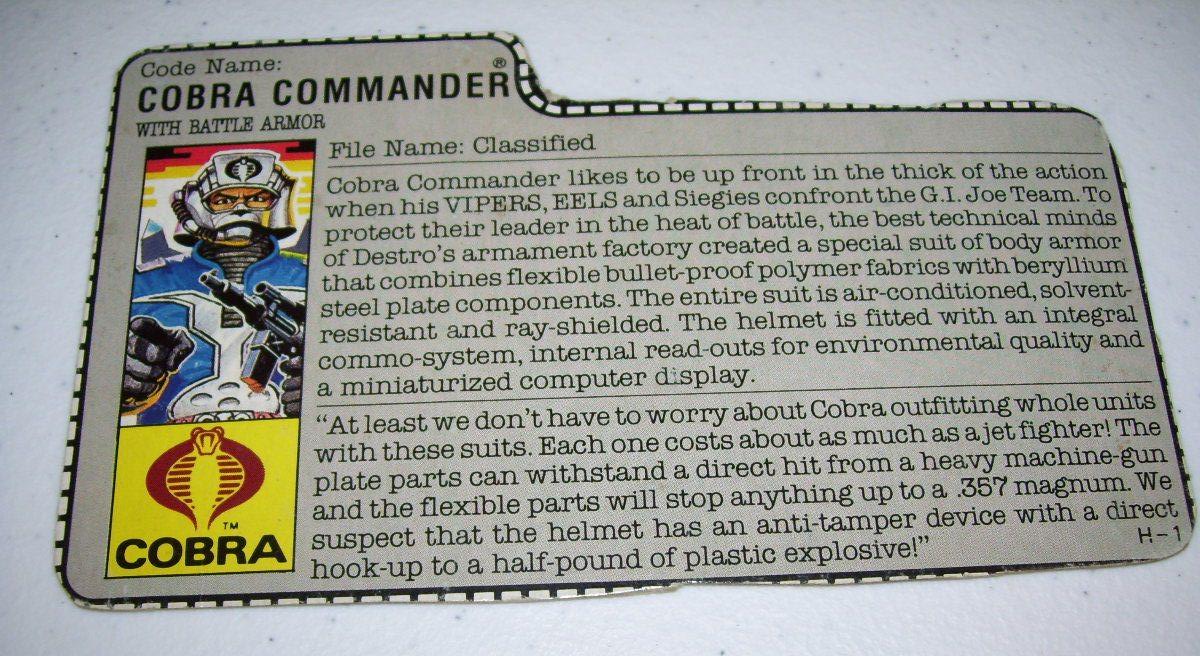 Code Name:
COBRA COMMANDER®
WITH BATTLE ARMOR
File Name: Classified
Cobra Commander likes to be up front in the thick of the action
when his VIPERS, EELS and Siegies confront the G.I. Joe Team. To
protect their leader in the heat of battle, the best technical minds
of Destro's armament factory created a special suit of body armor
that combines flexible bullet-proof polymer fabrics with beryllium
steel plate components. The entire suit is air-conditioned, solvent-
resistant and ray-shielded. The helmet is fitted with an integral
commo-system, internal read-outs for environmental quality and
a miniaturized computer display.
"At least we don't have to worry about Cobra outfitting whole units
with these suits. Each one costs about as much as a jet fighter! The
plate parts can withstand a direct hit from a heavy machine-gun
and the flexible parts will stop anything up to a .357 magnum. We
suspect that the helmet has an anti-tamper device with a direct
hook-up to a half-pound of plastic explosive!"
H-1
TM
COBRA